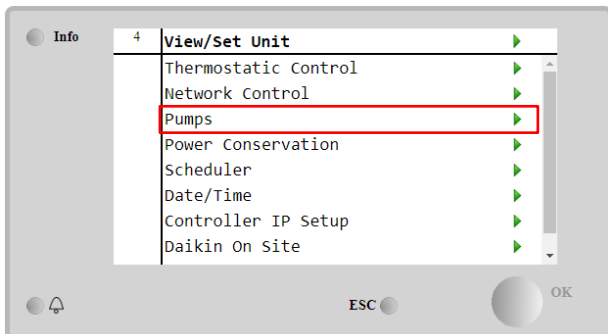 Info
4 View/Set Unit
Thermostatic Control
Network Control
Pumps
Power Conservation
Scheduler
Date/Time
Controller IP Setup
Daikin On Site
ESC
OK